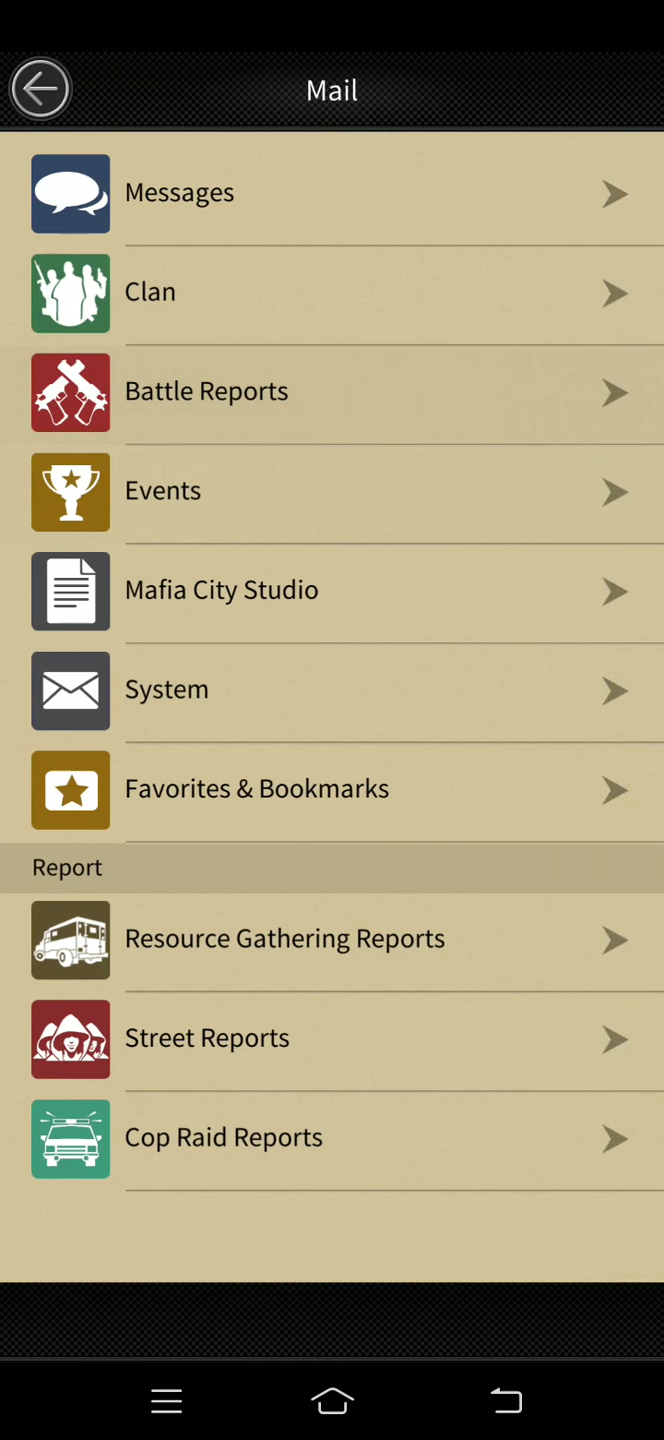 Mail
Messages
Clan
Battle Reports
Events
Mafia City Studio
System
Favorites & Bookmarks
Report
Resource Gathering Reports
Street Reports
Cop Raid Reports